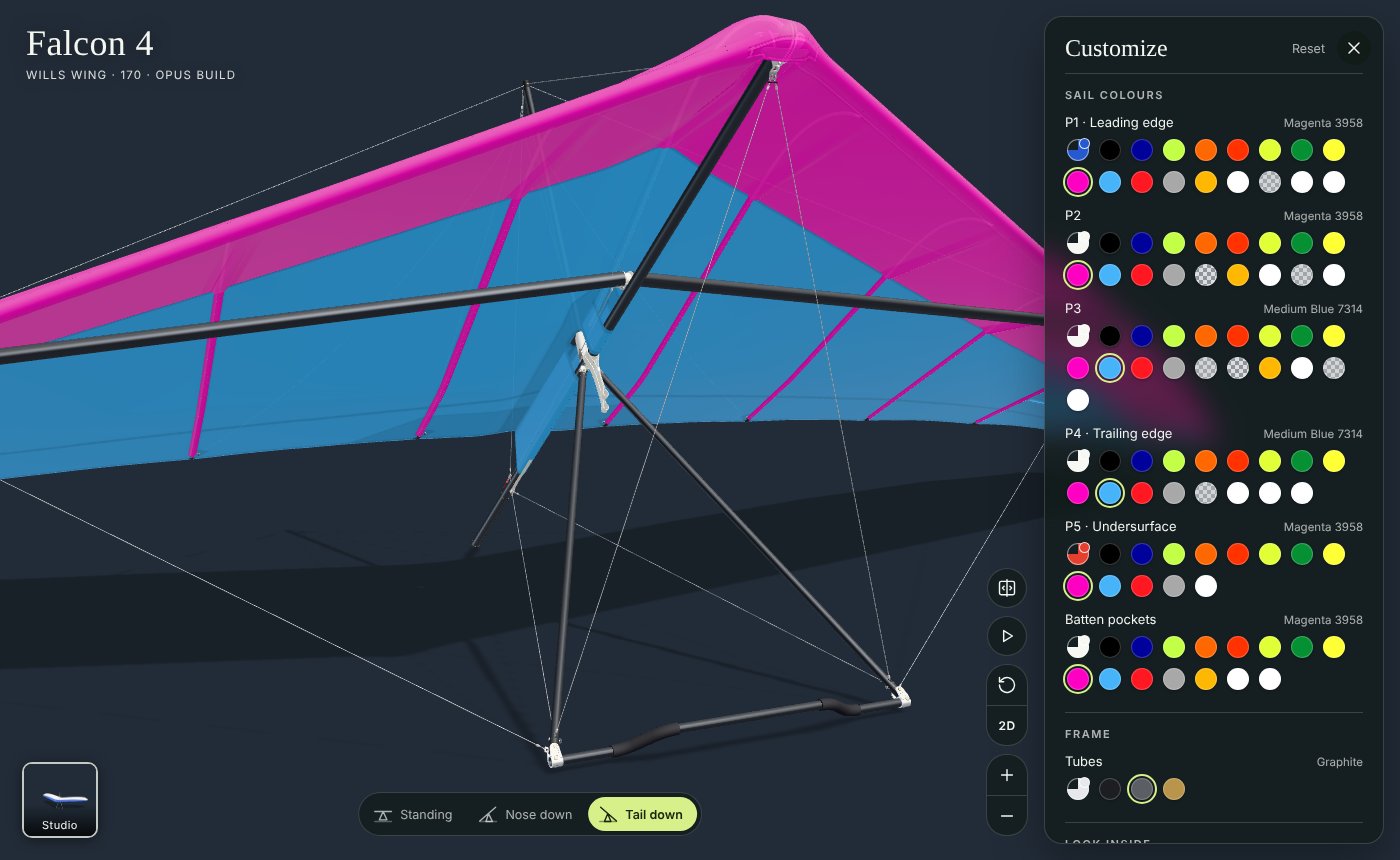 Falcon 4
WILLS WING · 170 · OPUS BUILD
Customize
Reset
SAIL COLOURS
P1 · Leading edge
Magenta 3958
P2
Magenta 3958
P3
Medium Blue 7314
P4 · Trailing edge
Medium Blue 7314
P5 · Undersurface
Magenta 3958
Batten pockets
Magenta 3958
FRAME
Tubes
Graphite
LOOK INSIDE
2D
Studio
Standing
Nose down
Tail down